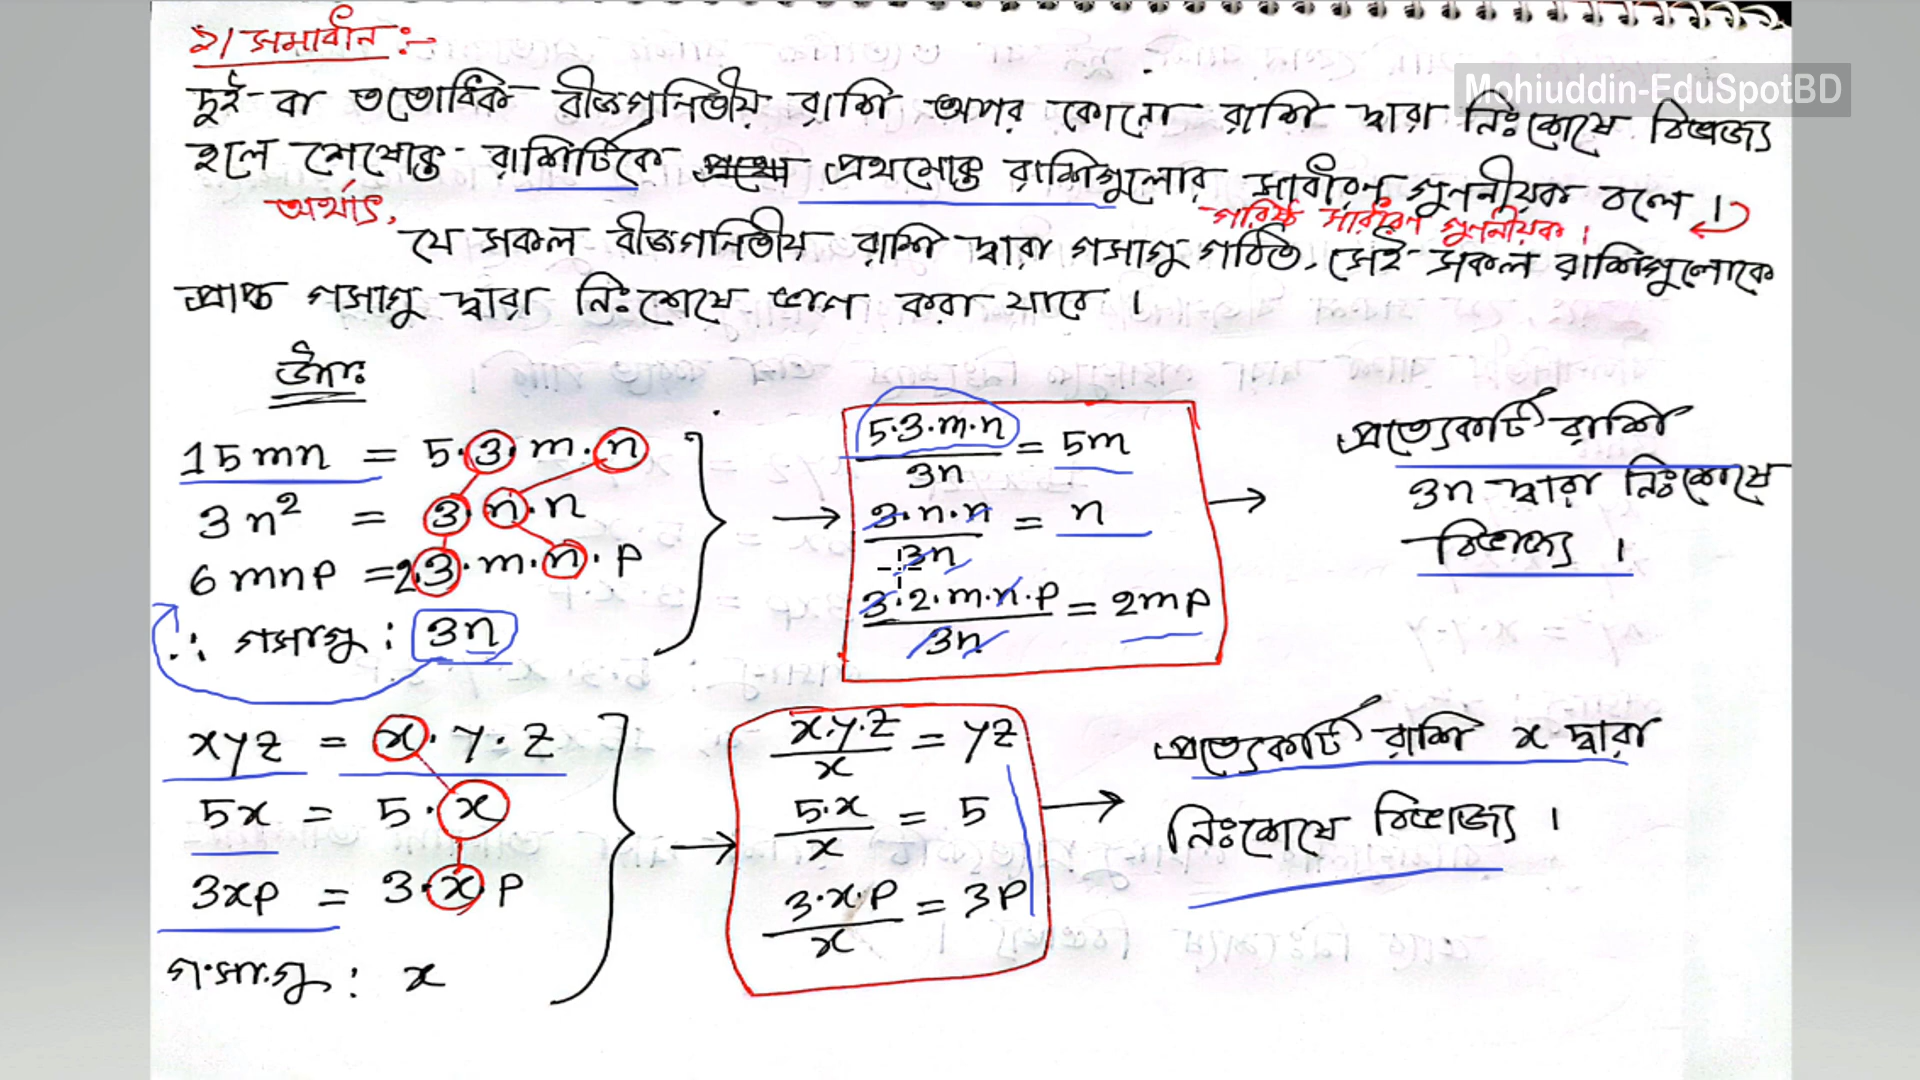 ২। সমাধান :-
Mohiuddin-EduSpotBD
দুই বা ততোধিক বীজগণিতীয় রাশি অপর কোনো রাশি দ্বারা নিঃশেষে বিভাজ্য
হলে শেষোক্ত রাশিটিকে প্রথমোক্ত রাশিগুলোর সাধারণ গুণনীয়ক বলে।
গরিষ্ঠ সাধারণ গুণনীয়ক।
অর্থাৎ,
যে সকল বীজগনিতীয় রাশি দ্বারা গসাগু গঠিত, সেই সকল রাশিগুলোকে
প্রাপ্ত গসাগু দ্বারা নিঃশেষে ভাগ করা যাবে।
উদাঃ
15mn = 5·3·m·n
3n² = 3·n·n
6mnp = 2·3·m·n·p
∴ গসাগু : 3n
5·3·m·n/3n = 5m
3·n·n/3n = n
3·2·m·n·p/3n = 2mp
প্রত্যেকটি রাশি
3n দ্বারা নিঃশেষে
বিভাজ্য।
xyz = x·y·z
5x = 5·x
3xp = 3·x·p
গ.সা.গু : x
x·y·z/x = yz
5·x/x = 5
3·x·p/x = 3p
প্রত্যেকটি রাশি x দ্বারা
নিঃশেষে বিভাজ্য।